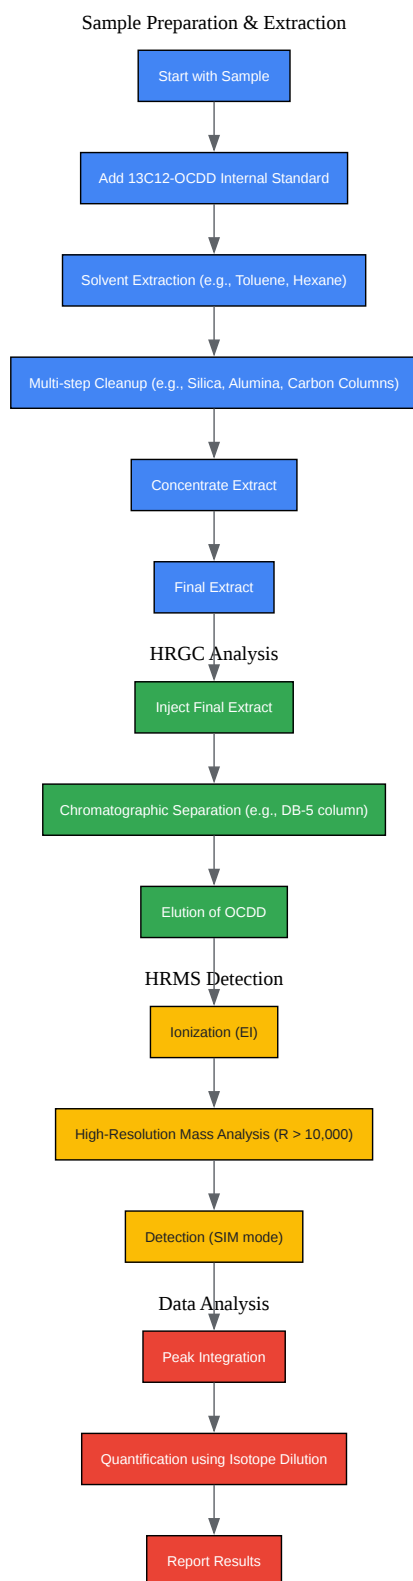 Sample Preparation & Extraction
Start with Sample
Add 13C12-OCDD Internal Standard
Solvent Extraction (e.g., Toluene, Hexane)
Multi-step Cleanup (e.g., Silica, Alumina, Carbon Columns)
Concentrate Extract
Final Extract
HRGC Analysis
Inject Final Extract
Chromatographic Separation (e.g., DB-5 column)
Elution of OCDD
HRMS Detection
Ionization (EI)
High-Resolution Mass Analysis (R > 10,000)
Detection (SIM mode)
Data Analysis
Peak Integration
Quantification using Isotope Dilution
Report Results